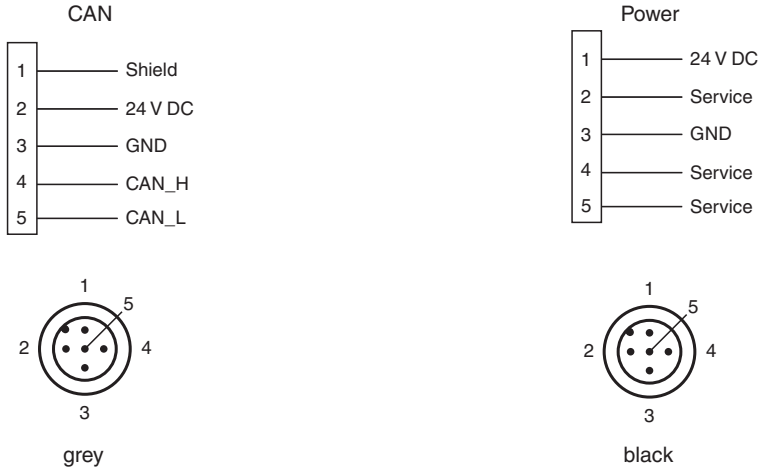 CAN
1 Shield
2 24 V DC
3 GND
4 CAN_H
5 CAN_L
1
5
2 4
3
grey
Power
1 24 V DC
2 Service
3 GND
4 Service
5 Service
1
5
2 4
3
black